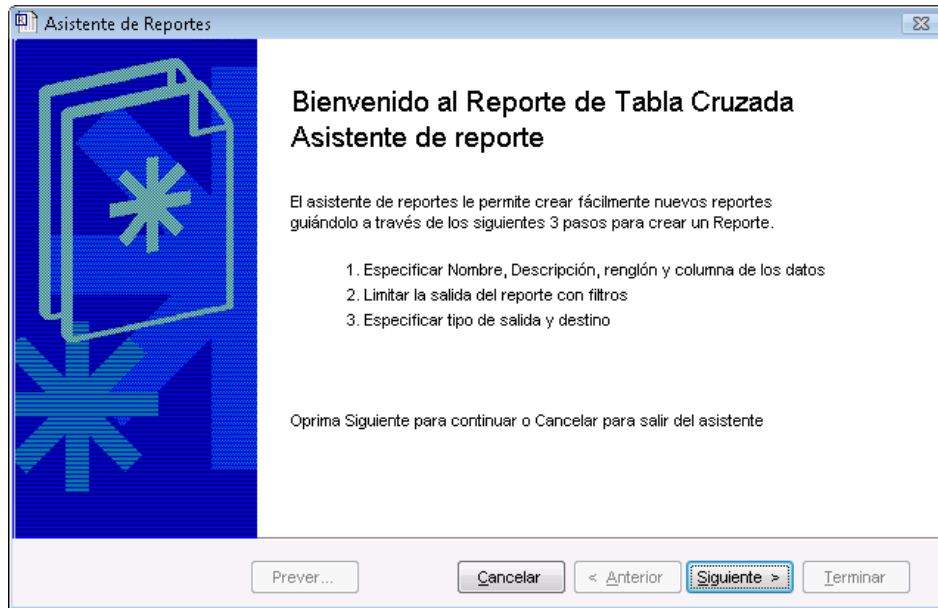 Asistente de Reportes
Bienvenido al Reporte de Tabla Cruzada
Asistente de reporte
El asistente de reportes le permite crear fácilmente nuevos reportes
guiándolo a través de los siguientes 3 pasos para crear un Reporte.
1. Especificar Nombre, Descripción, renglón y columna de los datos
2. Limitar la salida del reporte con filtros
3. Especificar tipo de salida y destino
Oprima Siguiente para continuar o Cancelar para salir del asistente
Prever... Cancelar < Anterior Siguiente > Terminar